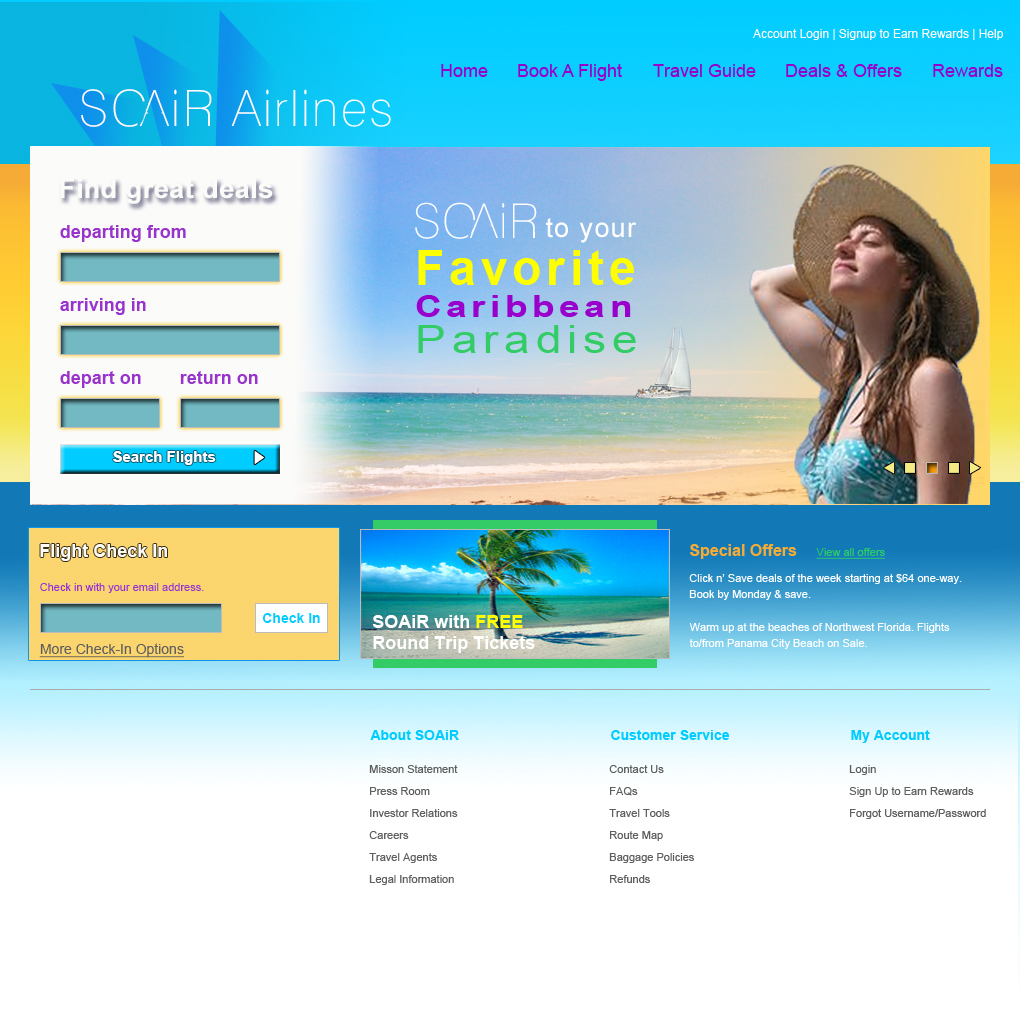 Account Login | Signup to Earn Rewards | Help
Home Book A Flight Travel Guide Deals & Offers Rewards
SOAiR Airlines
Find great deals
departing from
arriving in
depart on return on
Search Flights
SOAiR to your
Favorite
Caribbean
Paradise
Flight Check In
Check in with your email address.
Check In
More Check-In Options
SOAiR with FREE
Round Trip Tickets
Special Offers View all offers
Click n' Save deals of the week starting at $64 one-way.
Book by Monday & save.
Warm up at the beaches of Northwest Florida. Flights
to/from Panama City Beach on Sale.
About SOAiR
Misson Statement
Press Room
Investor Relations
Careers
Travel Agents
Legal Information
Customer Service
Contact Us
FAQs
Travel Tools
Route Map
Baggage Policies
Refunds
My Account
Login
Sign Up to Earn Rewards
Forgot Username/Password